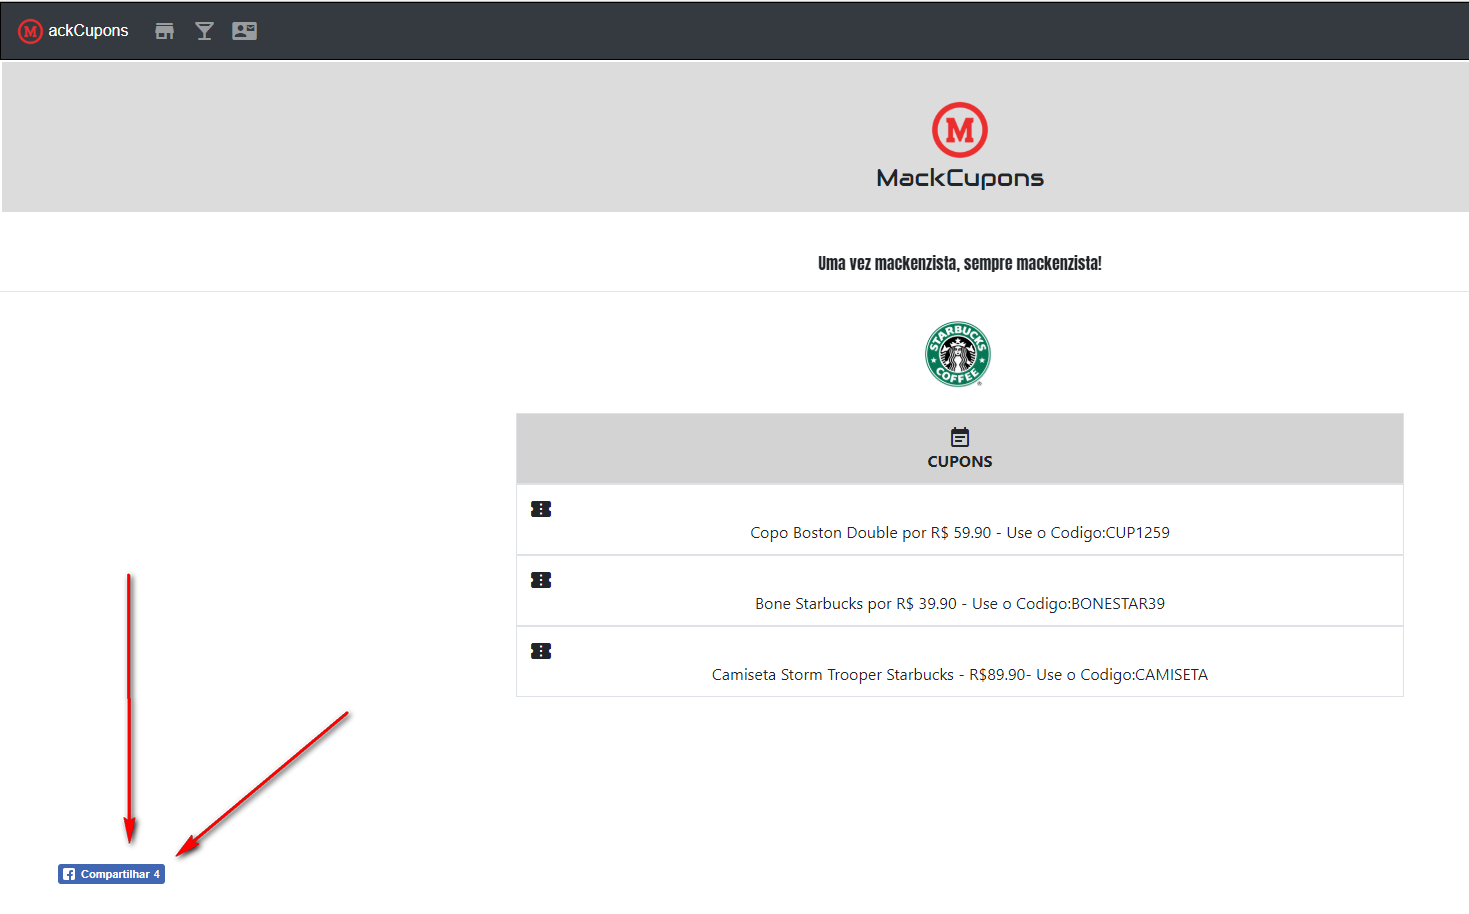 M ackCupons
M
MackCupons
Uma vez mackenzista, sempre mackenzista!
STARBUCKS
COFFEE
CUPONS
Copo Boston Double por R$ 59.90 - Use o Codigo:CUP1259
Bone Starbucks por R$ 39.90 - Use o Codigo:BONESTAR39
Camiseta Storm Trooper Starbucks - R$89.90- Use o Codigo:CAMISETA
Compartilhar 4